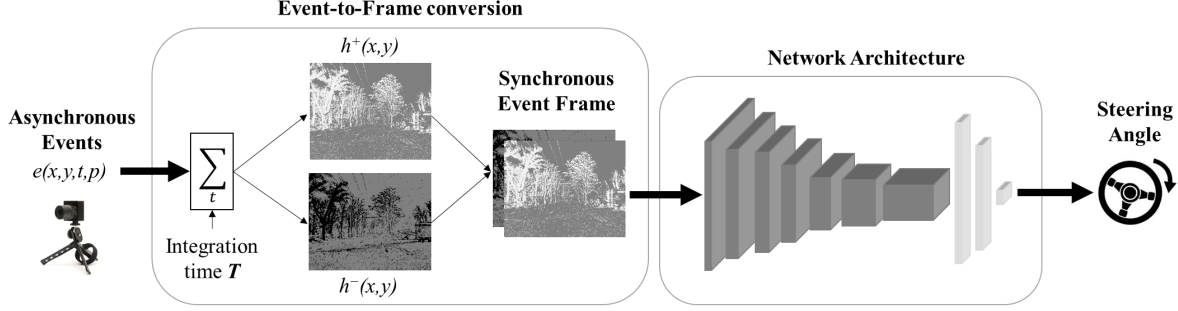 Event-to-Frame conversion
Asynchronous
Events
e(x,y,t,p)
∑
t
Integration
time T
h⁺(x,y)
h⁻(x,y)
Synchronous
Event Frame
Network Architecture
Steering
Angle